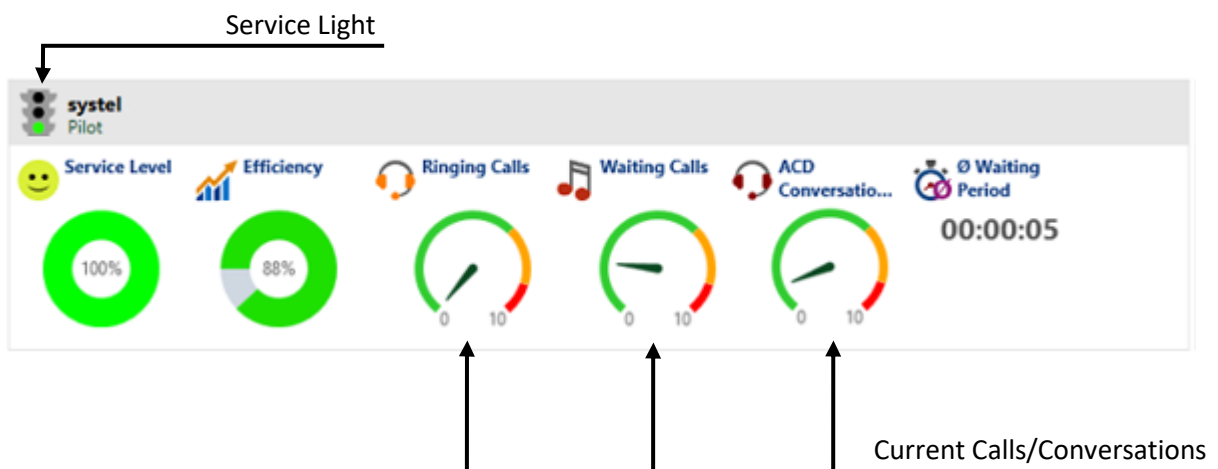 Service Light
systel
Pilot
Service Level
Efficiency
Ringing Calls
Waiting Calls
ACD
Conversatio...
Ø Waiting
Period
100%
88%
0 10
0 10
0 10
00:00:05
Current Calls/Conversations